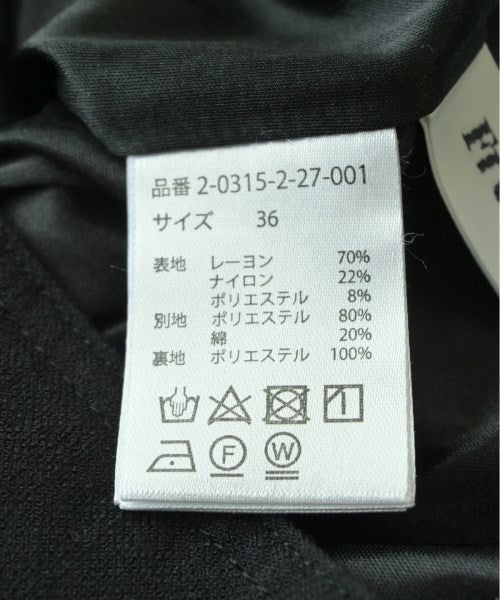 品番 2-0315-2-27-001
サイズ 36
表地 レーヨン 70%
ナイロン 22%
ポリエステル 8%
別地 ポリエステル 80%
綿 20%
裏地 ポリエステル 100%
F W